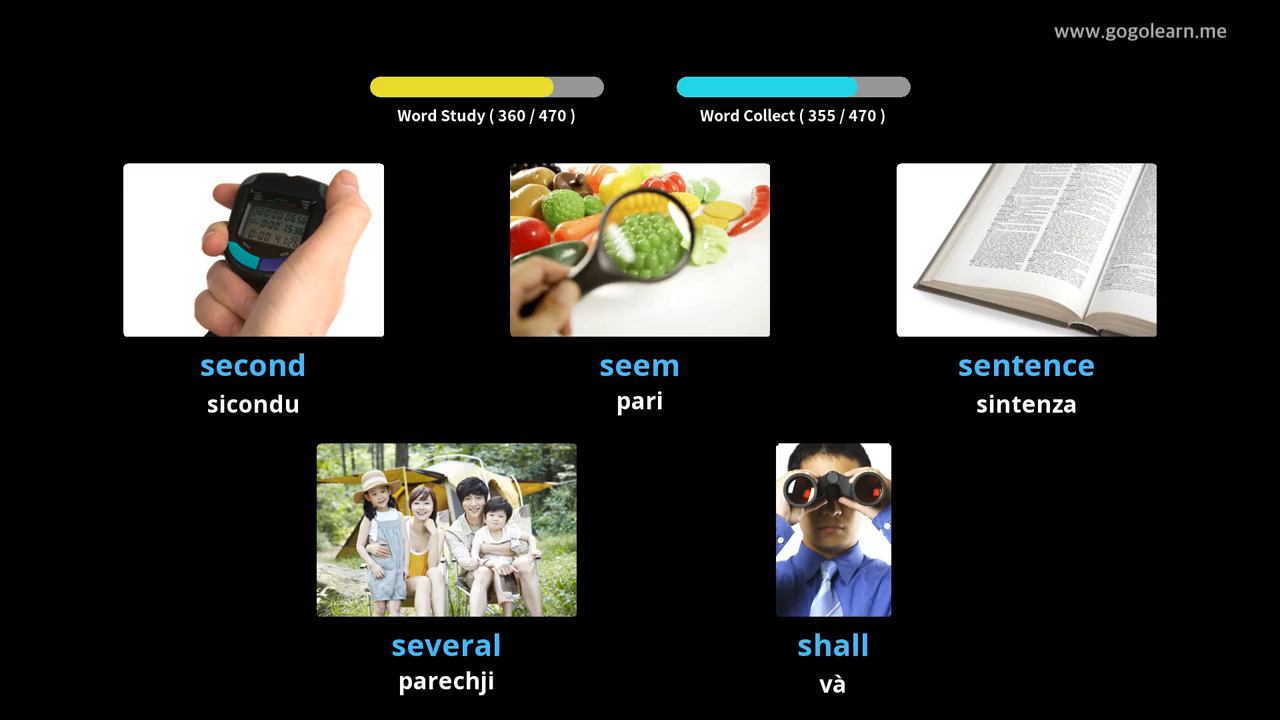 www.gogolearn.me
Word Study ( 360 / 470 )
Word Collect ( 355 / 470 )
second
sicondu
seem
pari
sentence
sintenza
several
parechji
shall
và